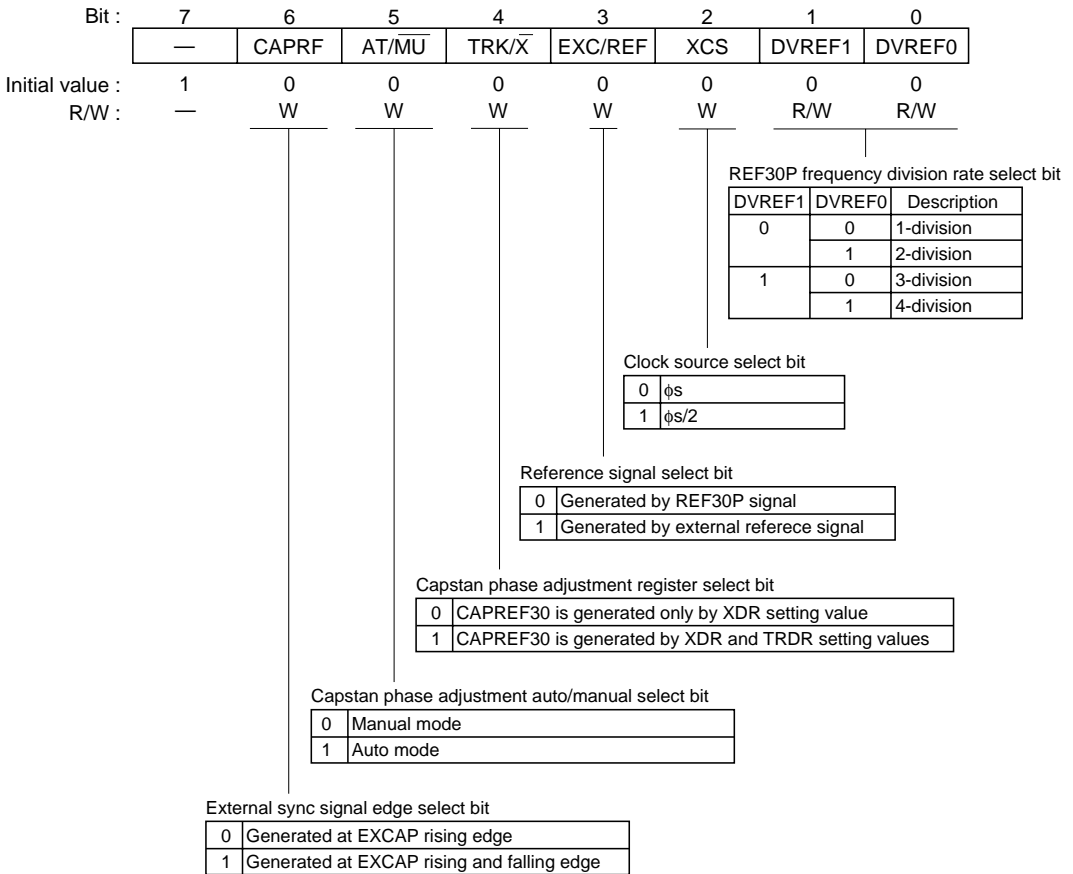 Bit : 7 6 5 4 3 2 1 0
— CAPRF AT/M̅U̅ TRK/X̅ EXC/REF XCS DVREF1 DVREF0
Initial value : 1 0 0 0 0 0 0 0
R/W : — W W W W W R/W R/W
REF30P frequency division rate select bit
DVREF1 DVREF0 Description
0 0 1-division
1 2-division
1 0 3-division
1 4-division
Clock source select bit
0 ϕs
1 ϕs/2
Reference signal select bit
0 Generated by REF30P signal
1 Generated by external referece signal
Capstan phase adjustment register select bit
0 CAPREF30 is generated only by XDR setting value
1 CAPREF30 is generated by XDR and TRDR setting values
Capstan phase adjustment auto/manual select bit
0 Manual mode
1 Auto mode
External sync signal edge select bit
0 Generated at EXCAP rising edge
1 Generated at EXCAP rising and falling edge